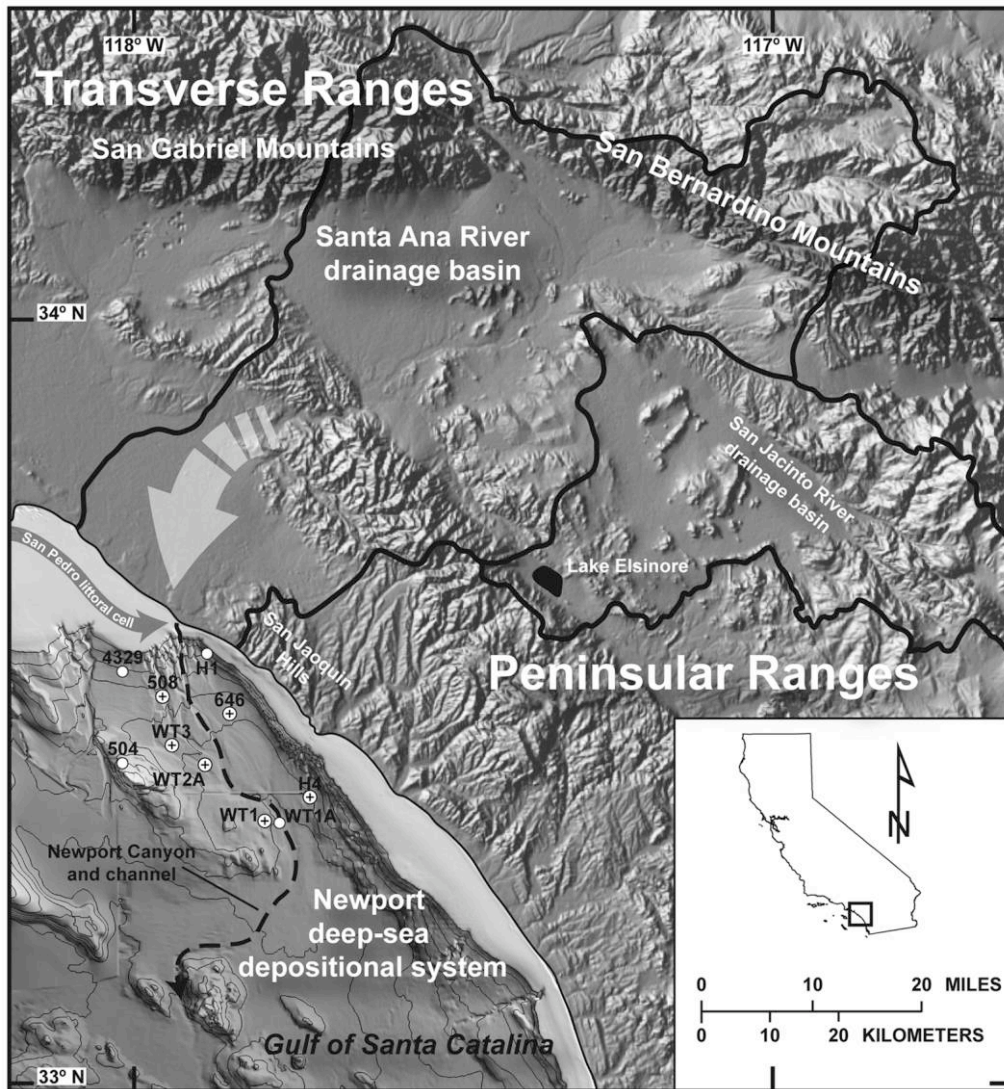 118° W
117° W
Transverse Ranges
San Gabriel Mountains
San Bernardino Mountains
Santa Ana River
drainage basin
34° N
San Jacinto River
drainage basin
Lake Elsinore
San Pedro littoral cell
San Jaoquin
Hills
Peninsular Ranges
4329
H1
508
646
WT3
504
WT2A
H4
WT1
WT1A
Newport Canyon
and channel
Newport
deep-sea
depositional system
Gulf of Santa Catalina
33° N
N
0 10 20 MILES
0 10 20 KILOMETERS